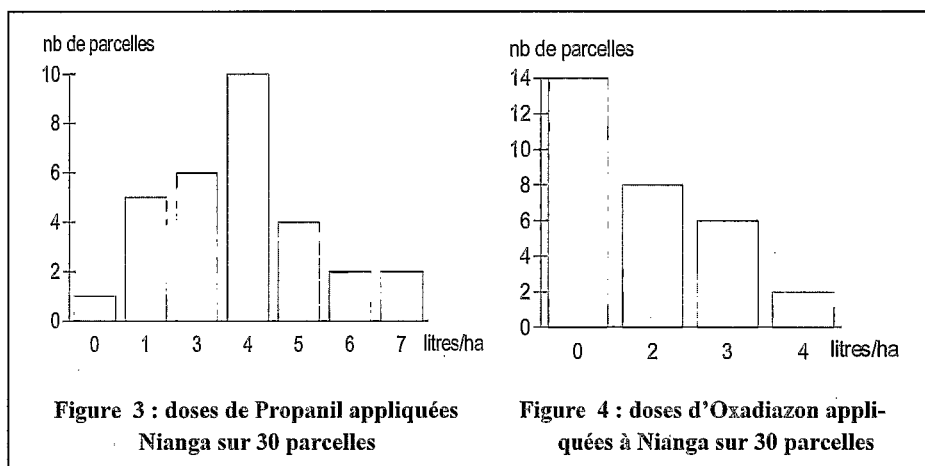 nb de parcelles
10
8
6
4
2
0
0 1 3 4 5 6 7 litres/ha
Figure 3 : doses de Propanil appliquées
Nianga sur 30 parcelles
nb de parcelles
14
12
10
8
6
4
2
0
0 2 3 4 litres/ha
Figure 4 : doses d'Oxadiazon appli-
quées à Nianga sur 30 parcelles